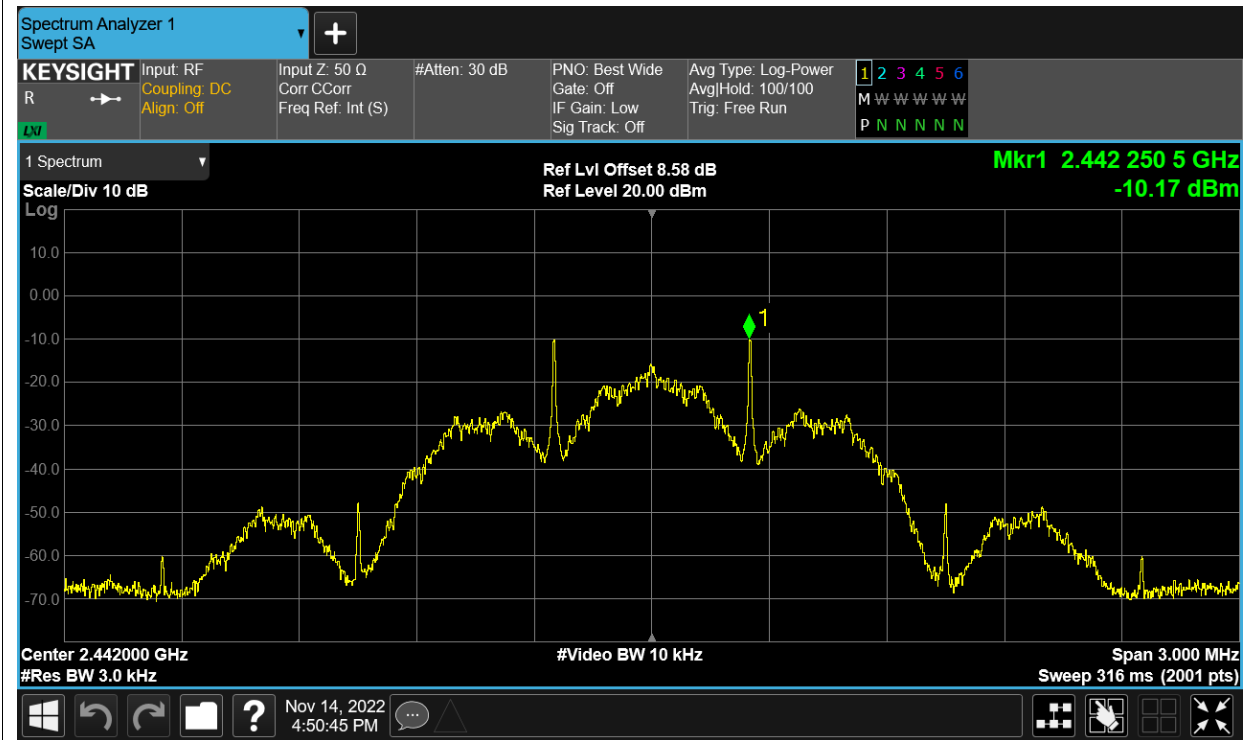 Spectrum Analyzer 1
Swept SA
KEYSIGHT
R
LXI
Input: RF
Coupling: DC
Align: Off
Input Z: 50 Ω
Corr CCorr
Freq Ref: Int (S)
#Atten: 30 dB
PNO: Best Wide
Gate: Off
IF Gain: Low
Sig Track: Off
Avg Type: Log-Power
Avg|Hold: 100/100
Trig: Free Run
1 2 3 4 5 6
M W W W W W
P N N N N N
1 Spectrum
Scale/Div 10 dB
Log
Ref Lvl Offset 8.58 dB
Ref Level 20.00 dBm
Mkr1 2.442 250 5 GHz
-10.17 dBm
10.0
0.00
-10.0
-20.0
-30.0
-40.0
-50.0
-60.0
-70.0
1
Center 2.442000 GHz
#Res BW 3.0 kHz
#Video BW 10 kHz
Span 3.000 MHz
Sweep 316 ms (2001 pts)
?
Nov 14, 2022
4:50:45 PM